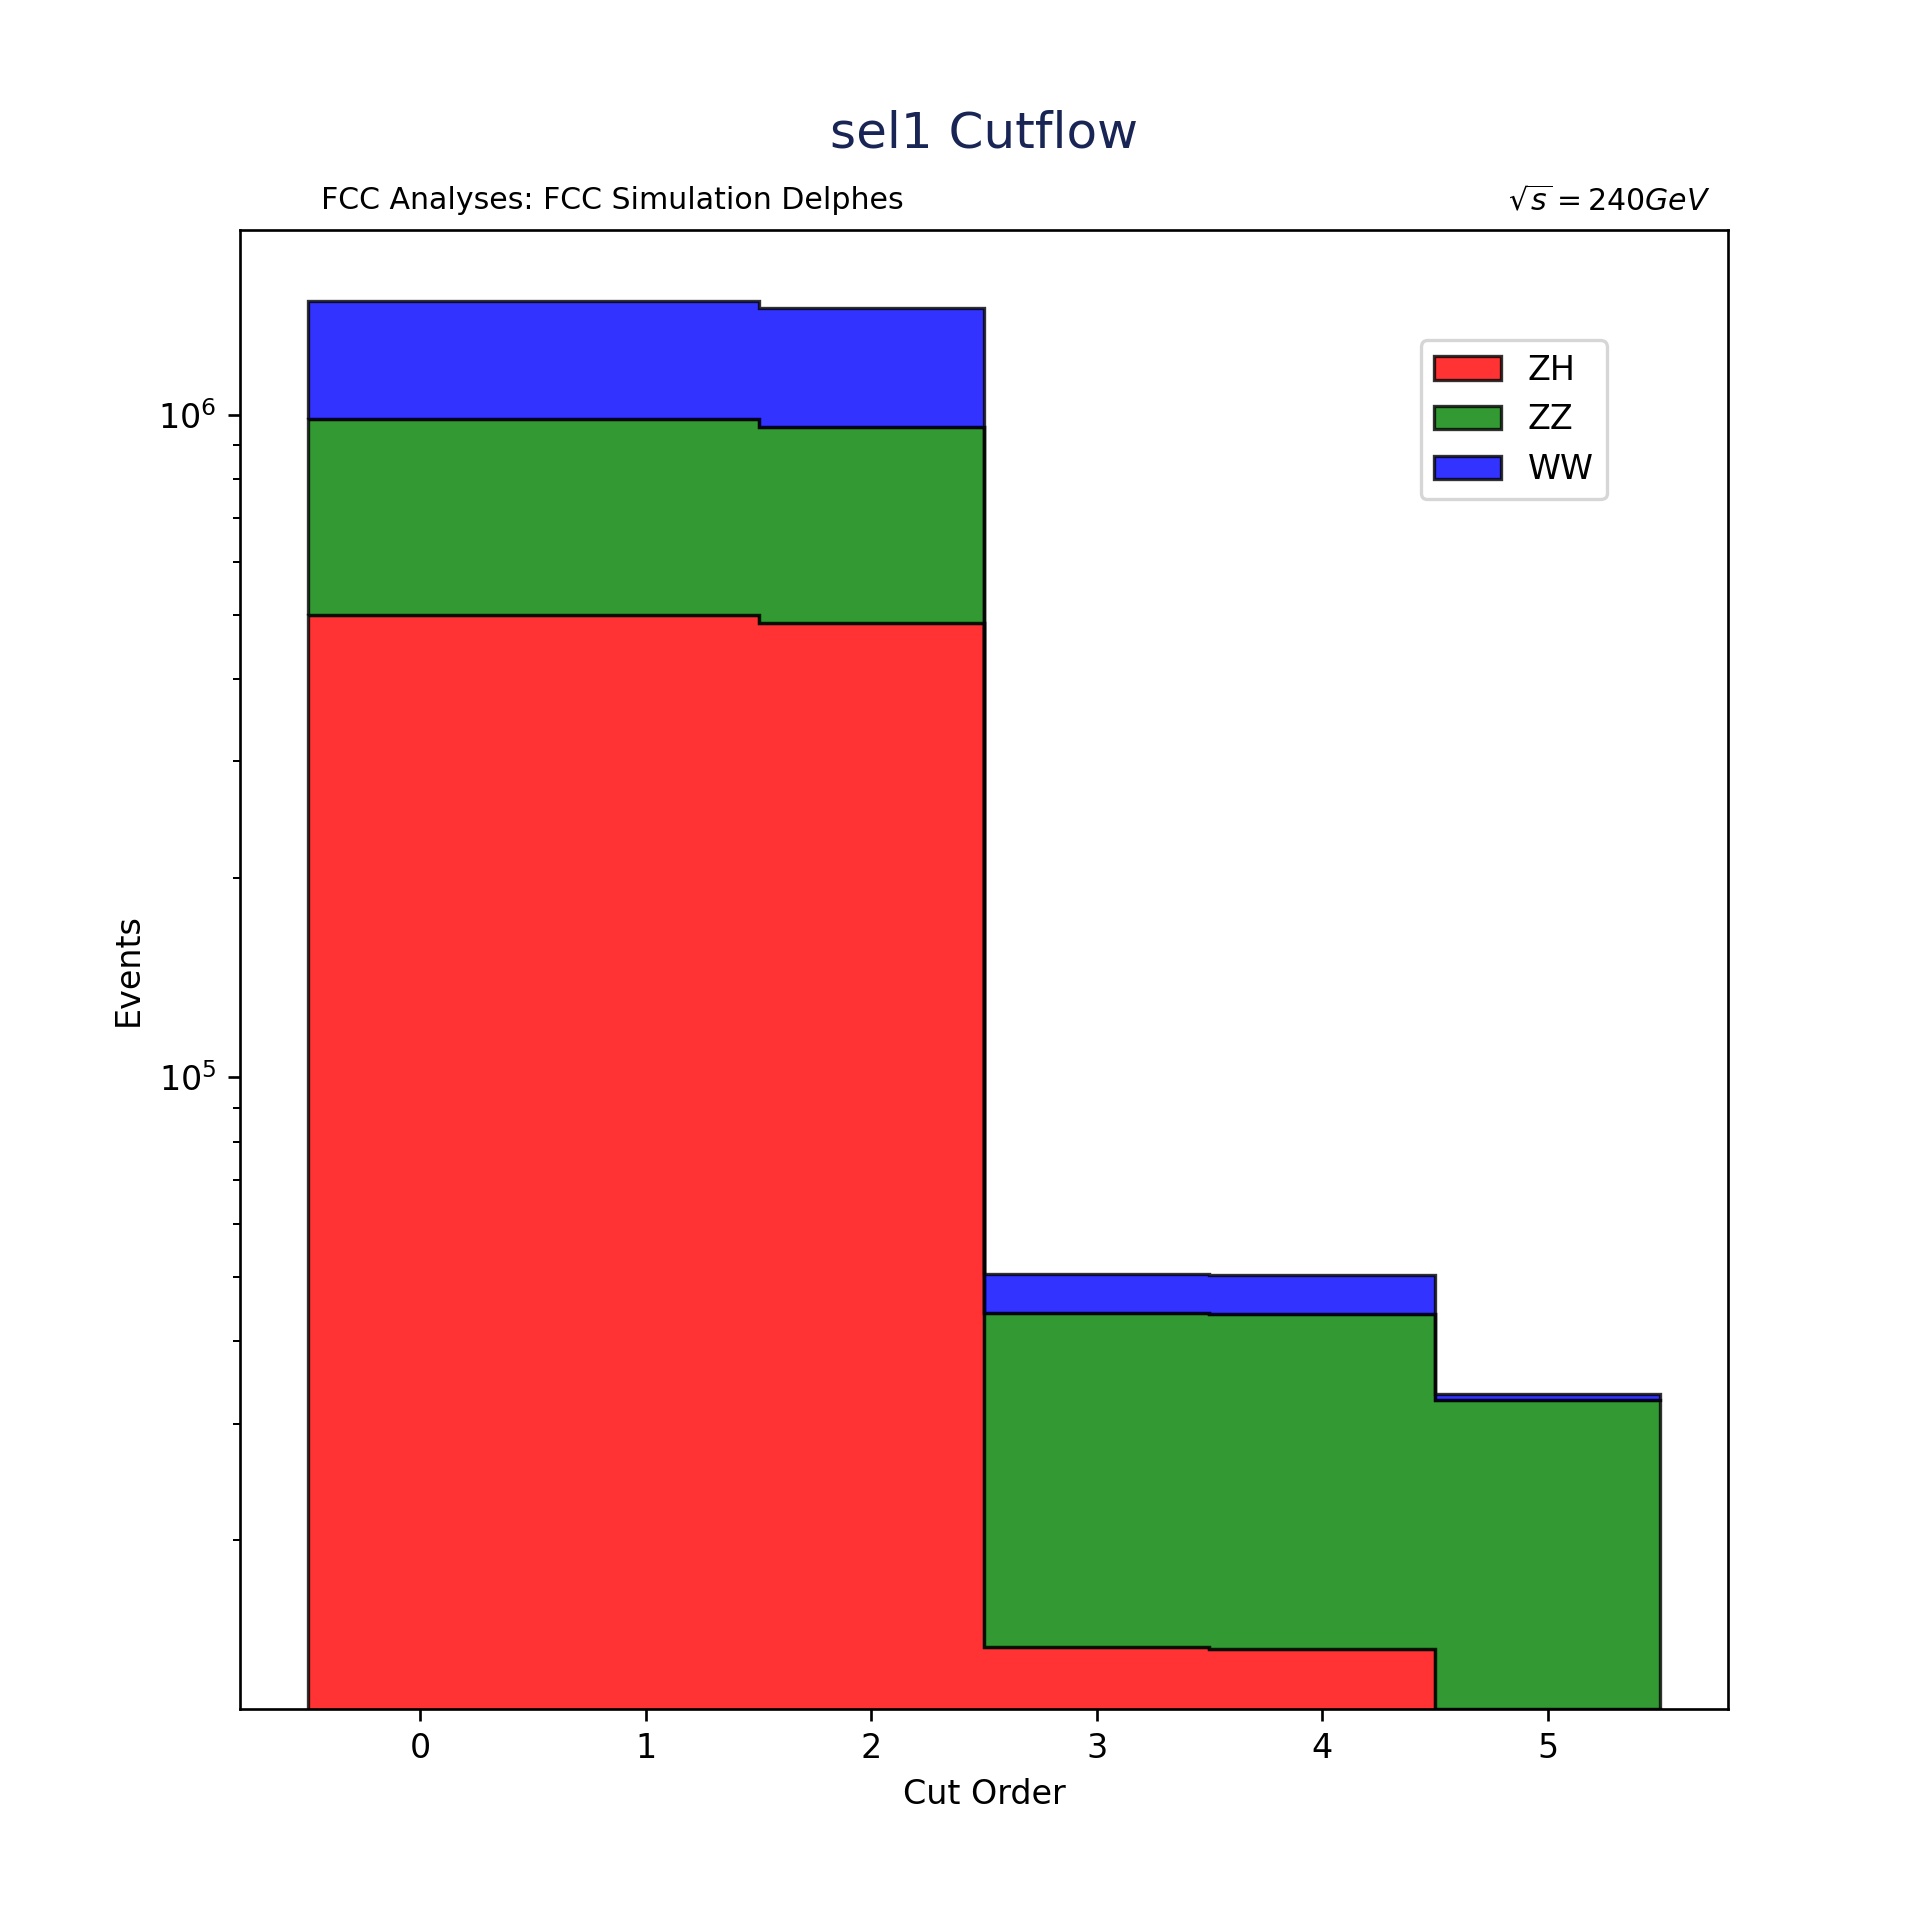 sel1 Cutflow
FCC Analyses: FCC Simulation Delphes
√s = 240GeV
ZH
ZZ
WW
10⁶
10⁵
Events
0 1 2 3 4 5
Cut Order